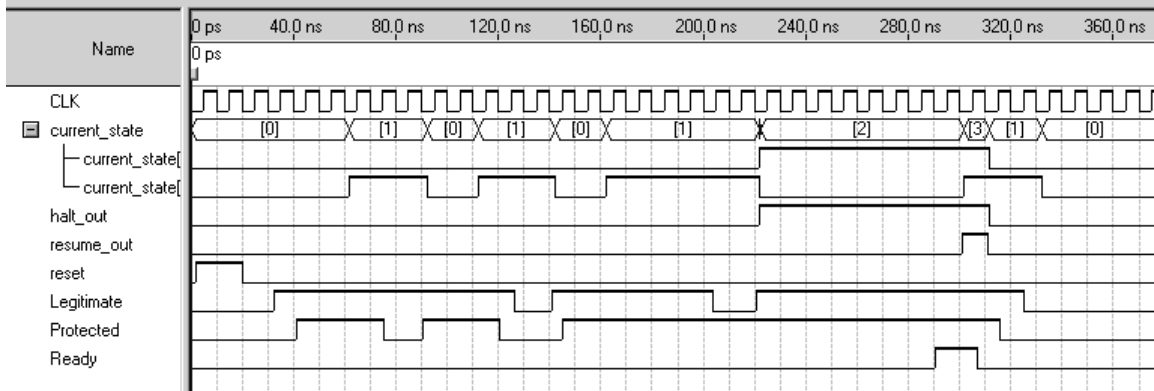 Name
0 ps 40.0 ns 80.0 ns 120.0 ns 160.0 ns 200.0 ns 240.0 ns 280.0 ns 320.0 ns 360.0 ns
0 ps
CLK
current_state [0] [1] [0] [1] [0] [1] [2] [3 [1] [0]
current_state[
current_state[
halt_out
resume_out
reset
Legitimate
Protected
Ready